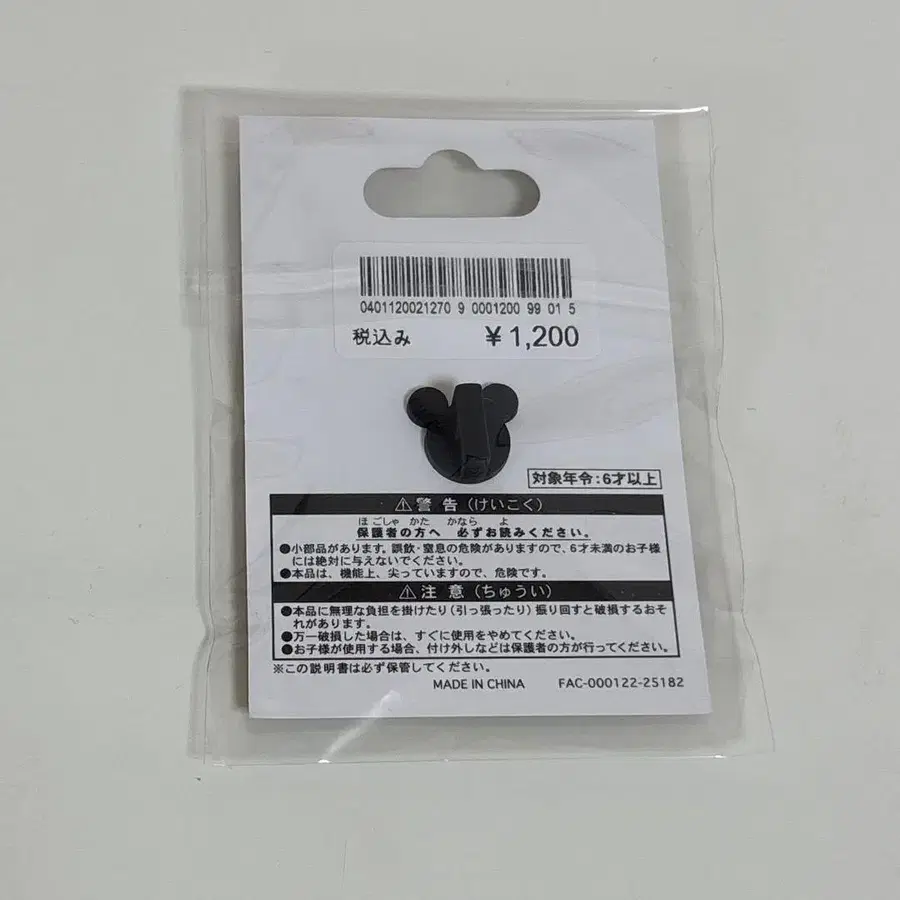 0401120021270 9 0001200 99 01 5
税込み ¥1,200
対象年令:6才以上
⚠警 告(けいこく)
ほごしゃ かた かなら よ
保護者の方へ 必ずお読みください。
●小部品があります。誤飲・窒息の危険がありますので、6才未満のお子様
には絶対に与えないでください。
●本品は、機能上、尖っていますので、危険です。
⚠注 意(ちゅうい)
●本品に無理な負担を掛けたり(引っ張ったり)振り回すと破損するおそ
れがあります。
●万一破損した場合は、すぐに使用をやめてください。
●お子様が使用する場合、付け外しなどは保護者の方が行ってください。
※この説明書は必ず保管してください。
MADE IN CHINA FAC-000122-25182